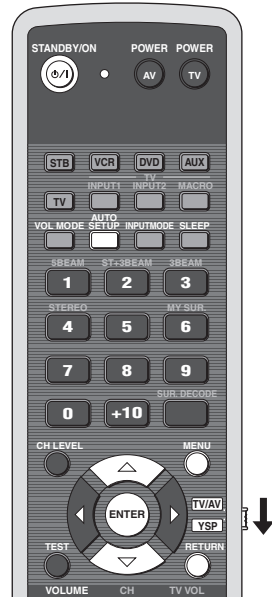 STANDBY/ON POWER POWER
AV TV
STB VCR DVD AUX
TV
INPUT1 INPUT2 MACRO
TV
AUTO
VOL MODE SETUP INPUTMODE SLEEP
5BEAM ST+3BEAM 3BEAM
1 2 3
STEREO MY SUR.
4 5 6
7 8 9
SUR. DECODE
0 +10
CH LEVEL MENU
ENTER
TV/AV
YSP
TEST RETURN
VOLUME CH TV VOL